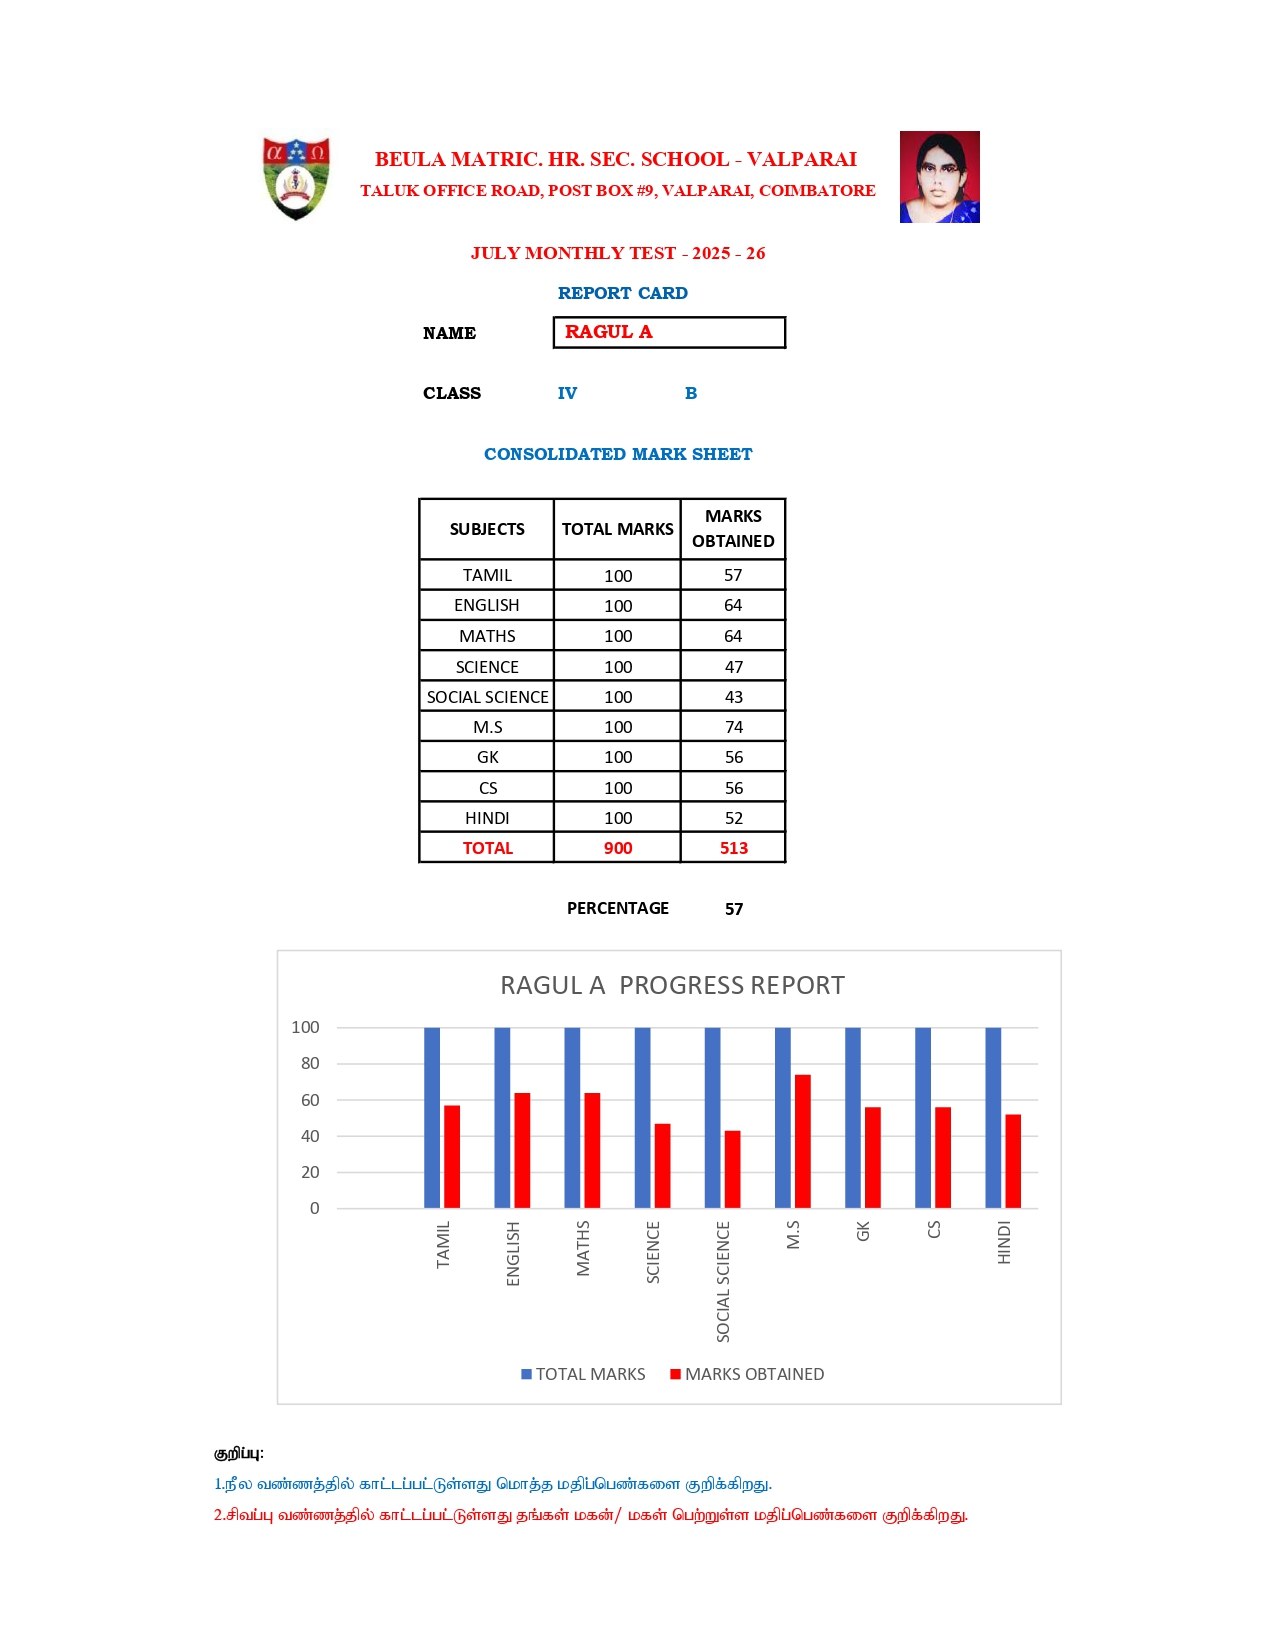 α Ω
BEULA MATRIC. HR. SEC. SCHOOL - VALPARAI
TALUK OFFICE ROAD, POST BOX #9, VALPARAI, COIMBATORE
JULY MONTHLY TEST - 2025 - 26
REPORT CARD
NAME RAGUL A
CLASS IV B
CONSOLIDATED MARK SHEET
SUBJECTS TOTAL MARKS MARKS OBTAINED
TAMIL 100 57
ENGLISH 100 64
MATHS 100 64
SCIENCE 100 47
SOCIAL SCIENCE 100 43
M.S 100 74
GK 100 56
CS 100 56
HINDI 100 52
TOTAL 900 513
PERCENTAGE 57
RAGUL A PROGRESS REPORT
100
80
60
40
20
0
TAMIL ENGLISH MATHS SCIENCE SOCIAL SCIENCE M.S GK CS HINDI
TOTAL MARKS MARKS OBTAINED
குறிப்பு:
1.நீல வண்ணத்தில் காட்டப்பட்டுள்ளது மொத்த மதிப்பெண்களை குறிக்கிறது.
2.சிவப்பு வண்ணத்தில் காட்டப்பட்டுள்ளது தங்கள் மகன்/ மகள் பெற்றுள்ள மதிப்பெண்களை குறிக்கிறது.